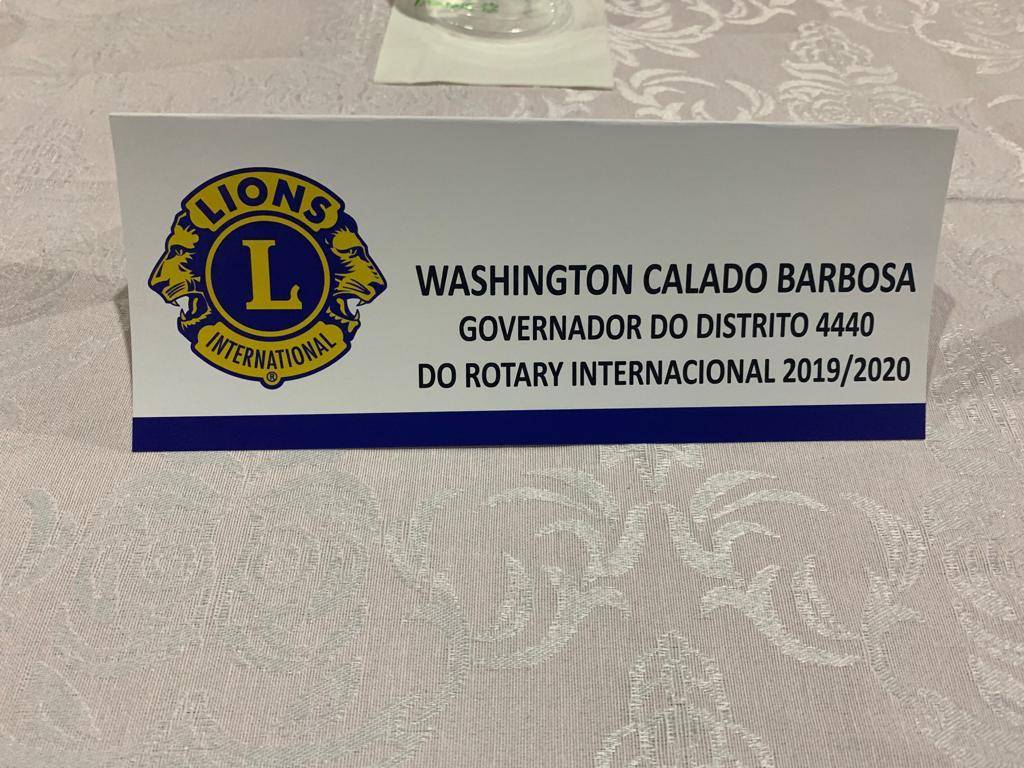 LIONS
L
INTERNATIONAL
®
WASHINGTON CALADO BARBOSA
GOVERNADOR DO DISTRITO 4440
DO ROTARY INTERNACIONAL 2019/2020